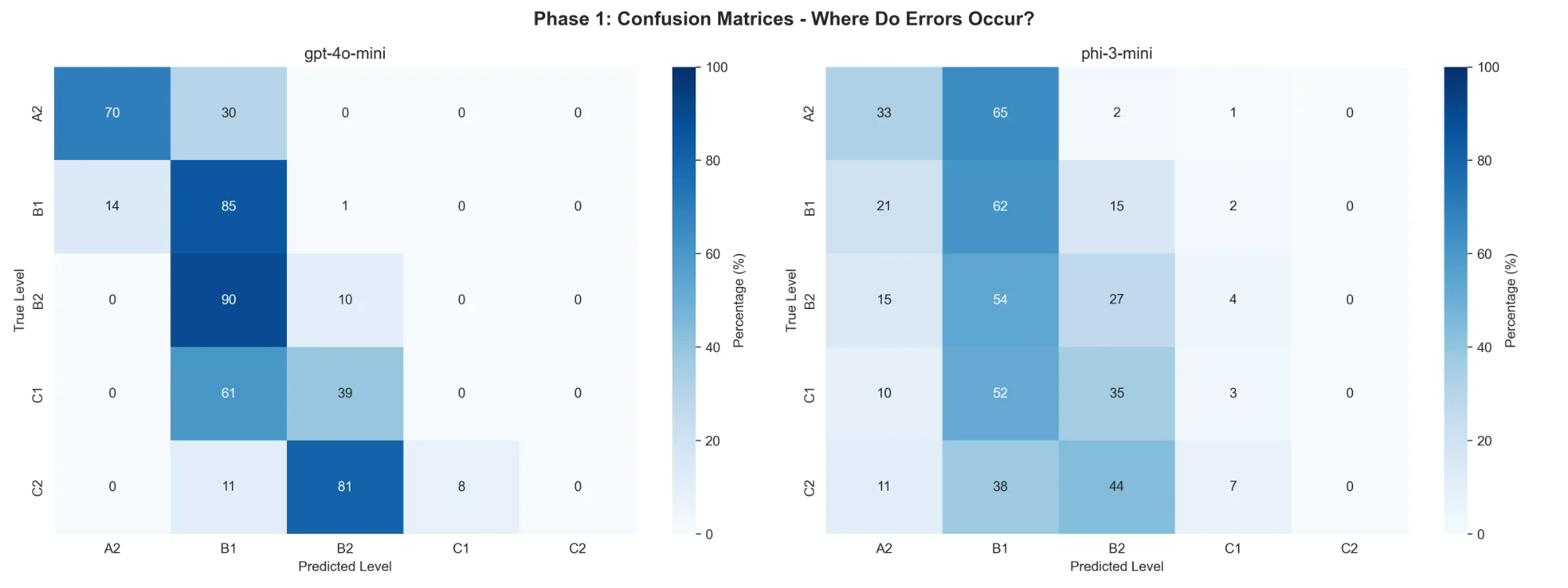 Phase 1: Confusion Matrices - Where Do Errors Occur?
gpt-4o-mini
True Level
A2 70 30 0 0 0
B1 14 85 1 0 0
B2 0 90 10 0 0
C1 0 61 39 0 0
C2 0 11 81 8 0
A2 B1 B2 C1 C2
Predicted Level
100
80
60
40
20
0
Percentage (%)
phi-3-mini
True Level
A2 33 65 2 1 0
B1 21 62 15 2 0
B2 15 54 27 4 0
C1 10 52 35 3 0
C2 11 38 44 7 0
A2 B1 B2 C1 C2
Predicted Level
100
80
60
40
20
0
Percentage (%)